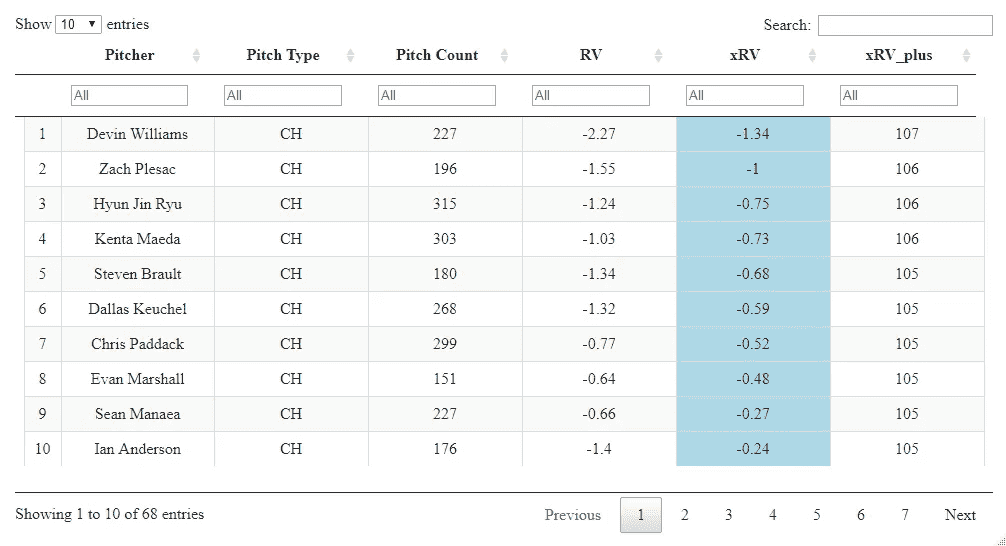 Show 10 entries Search:
Pitcher Pitch Type Pitch Count RV xRV xRV_plus
All All All All All All
1 Devin Williams CH 227 -2.27 -1.34 107
2 Zach Plesac CH 196 -1.55 -1 106
3 Hyun Jin Ryu CH 315 -1.24 -0.75 106
4 Kenta Maeda CH 303 -1.03 -0.73 106
5 Steven Brault CH 180 -1.34 -0.68 105
6 Dallas Keuchel CH 268 -1.32 -0.59 105
7 Chris Paddack CH 299 -0.77 -0.52 105
8 Evan Marshall CH 151 -0.64 -0.48 105
9 Sean Manaea CH 227 -0.66 -0.27 105
10 Ian Anderson CH 176 -1.4 -0.24 105
Showing 1 to 10 of 68 entries Previous 1 2 3 4 5 6 7 Next